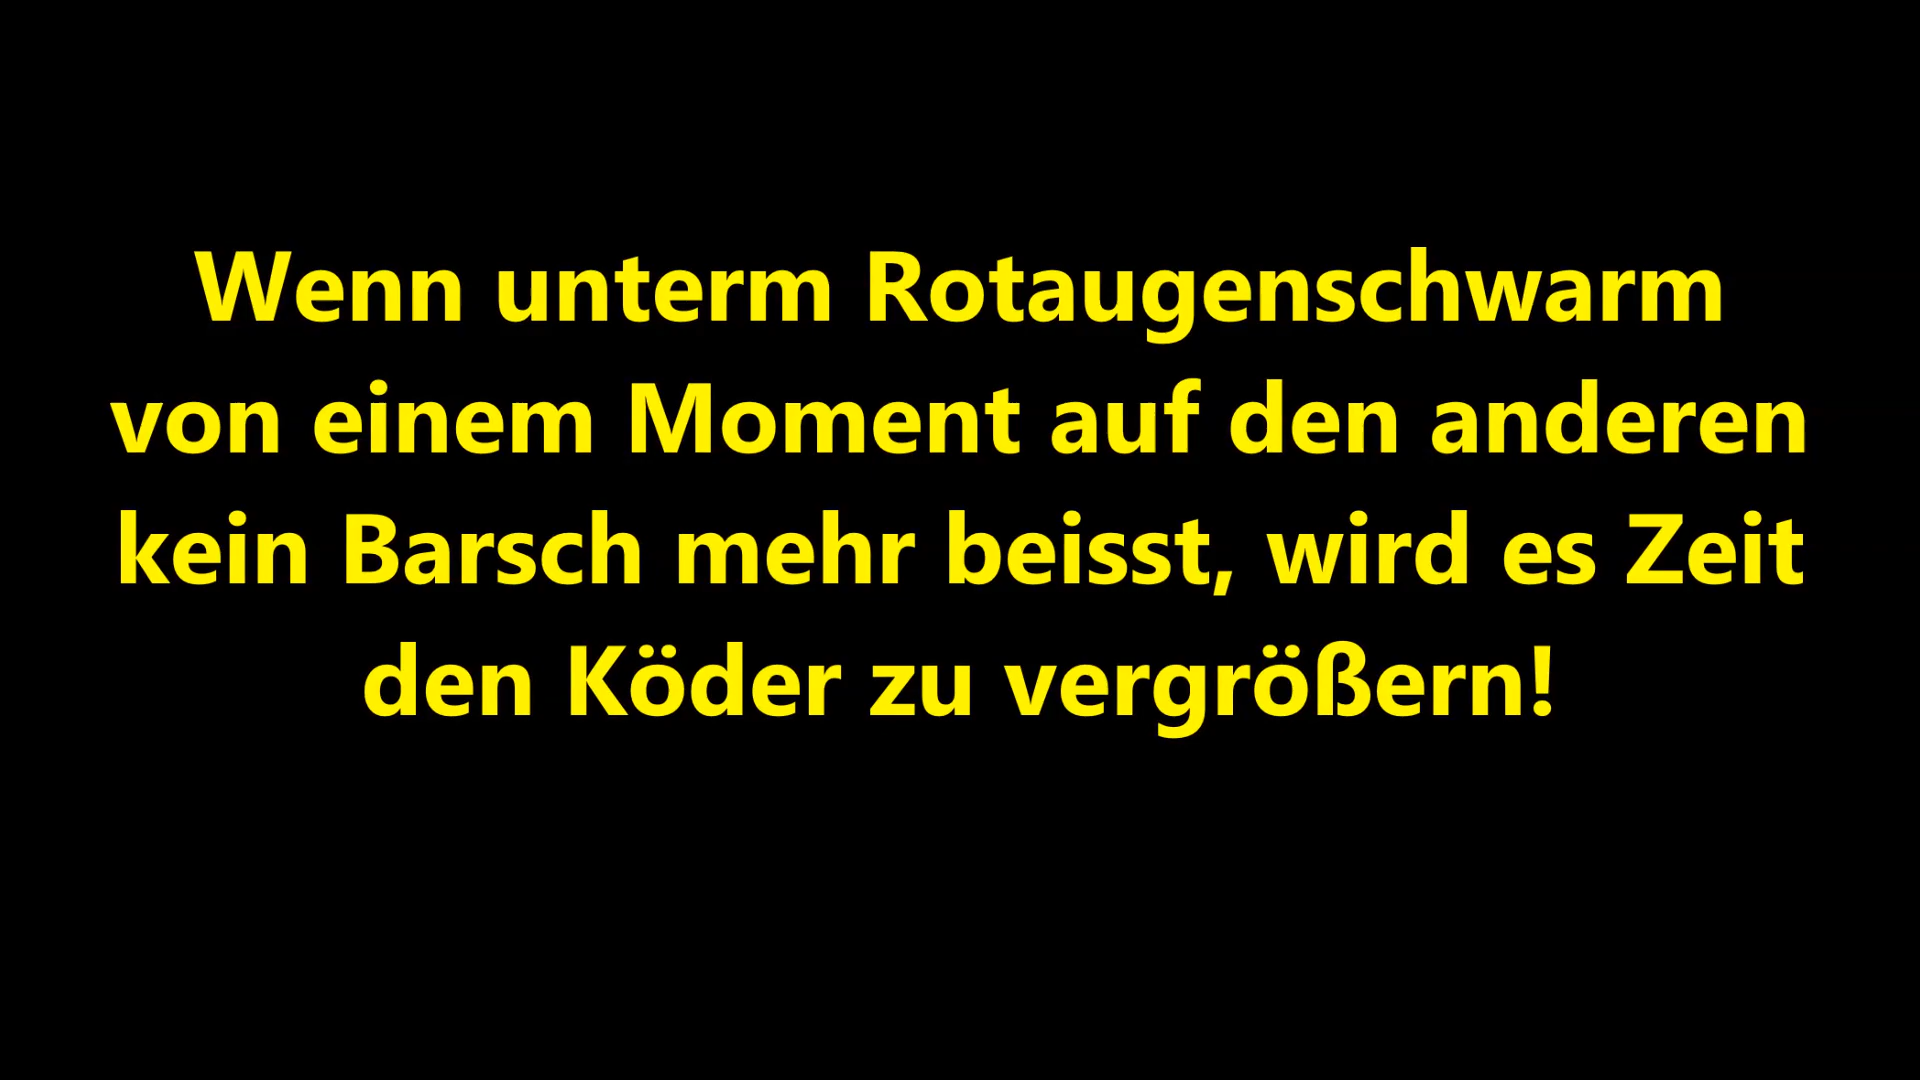 Wenn unterm Rotaugenschwarm
von einem Moment auf den anderen
kein Barsch mehr beisst, wird es Zeit
den Köder zu vergrößern!